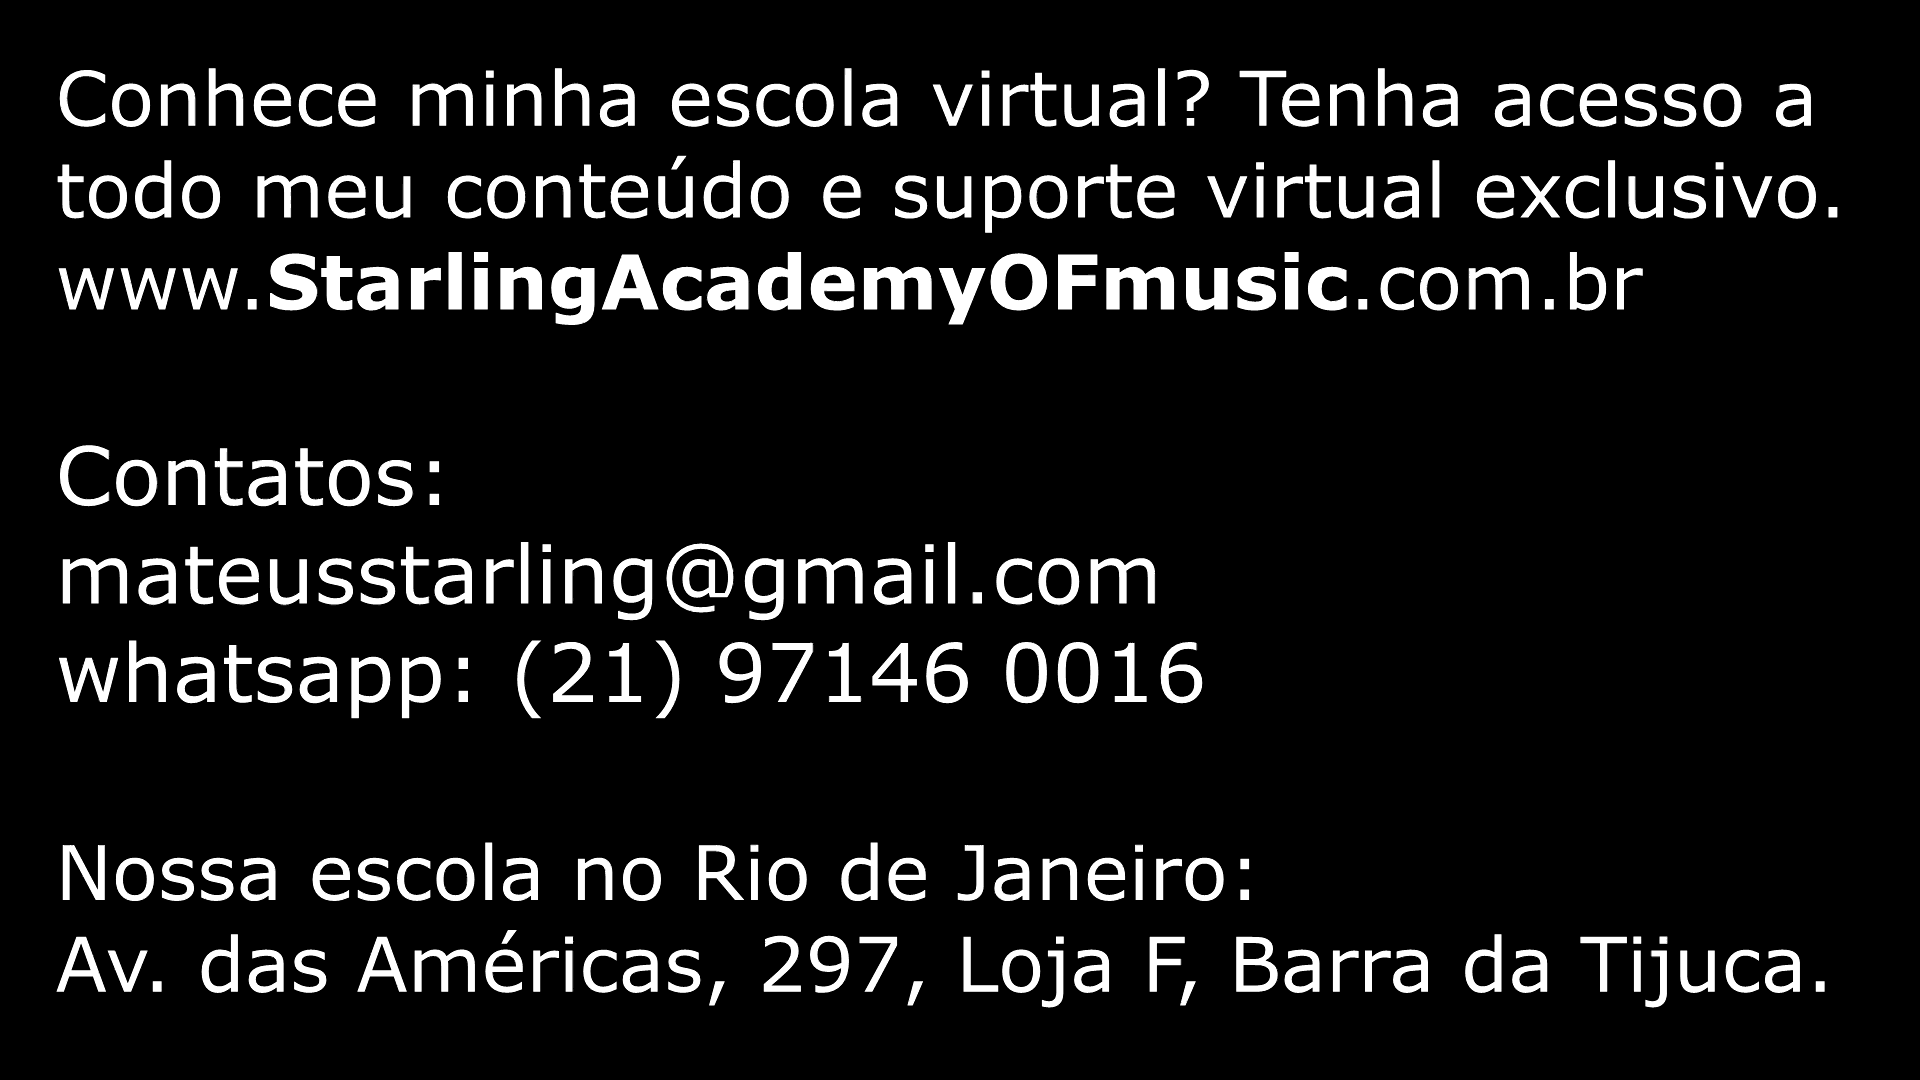 Conhece minha escola virtual? Tenha acesso a
todo meu conteúdo e suporte virtual exclusivo.
www.StarlingAcademyOFmusic.com.br
Contatos:
mateusstarling@gmail.com
whatsapp: (21) 97146 0016
Nossa escola no Rio de Janeiro:
Av. das Américas, 297, Loja F, Barra da Tijuca.